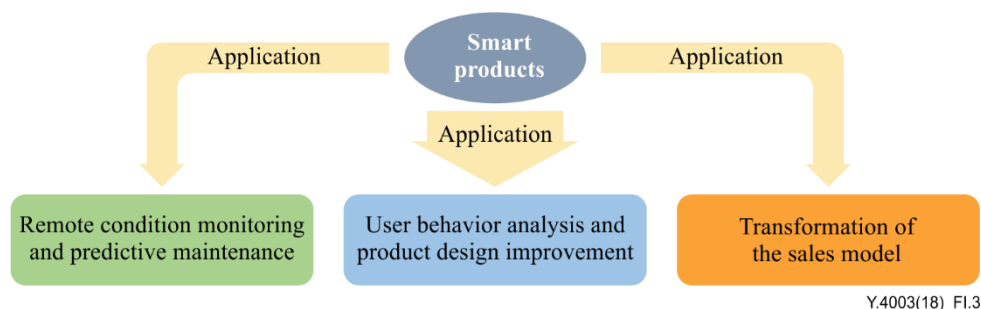 Smart
products
Application
Application
Application
Remote condition monitoring
and predictive maintenance
User behavior analysis and
product design improvement
Transformation of
the sales model
Y.4003(18)_FI.3